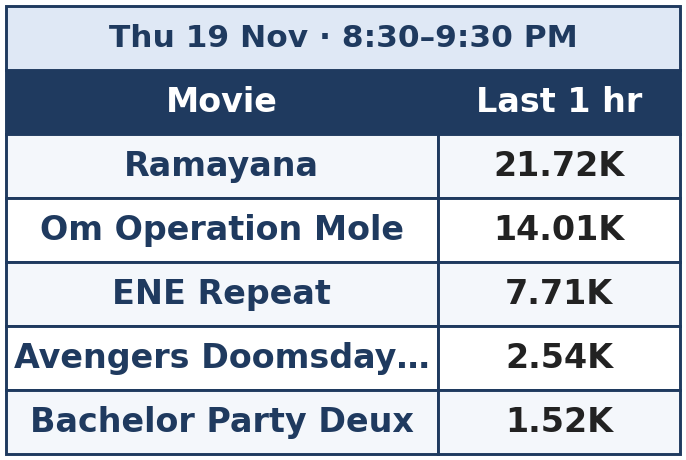 Thu 19 Nov · 8:30–9:30 PM
Movie Last 1 hr
Ramayana 21.72K
Om Operation Mole 14.01K
ENE Repeat 7.71K
Avengers Doomsday... 2.54K
Bachelor Party Deux 1.52K